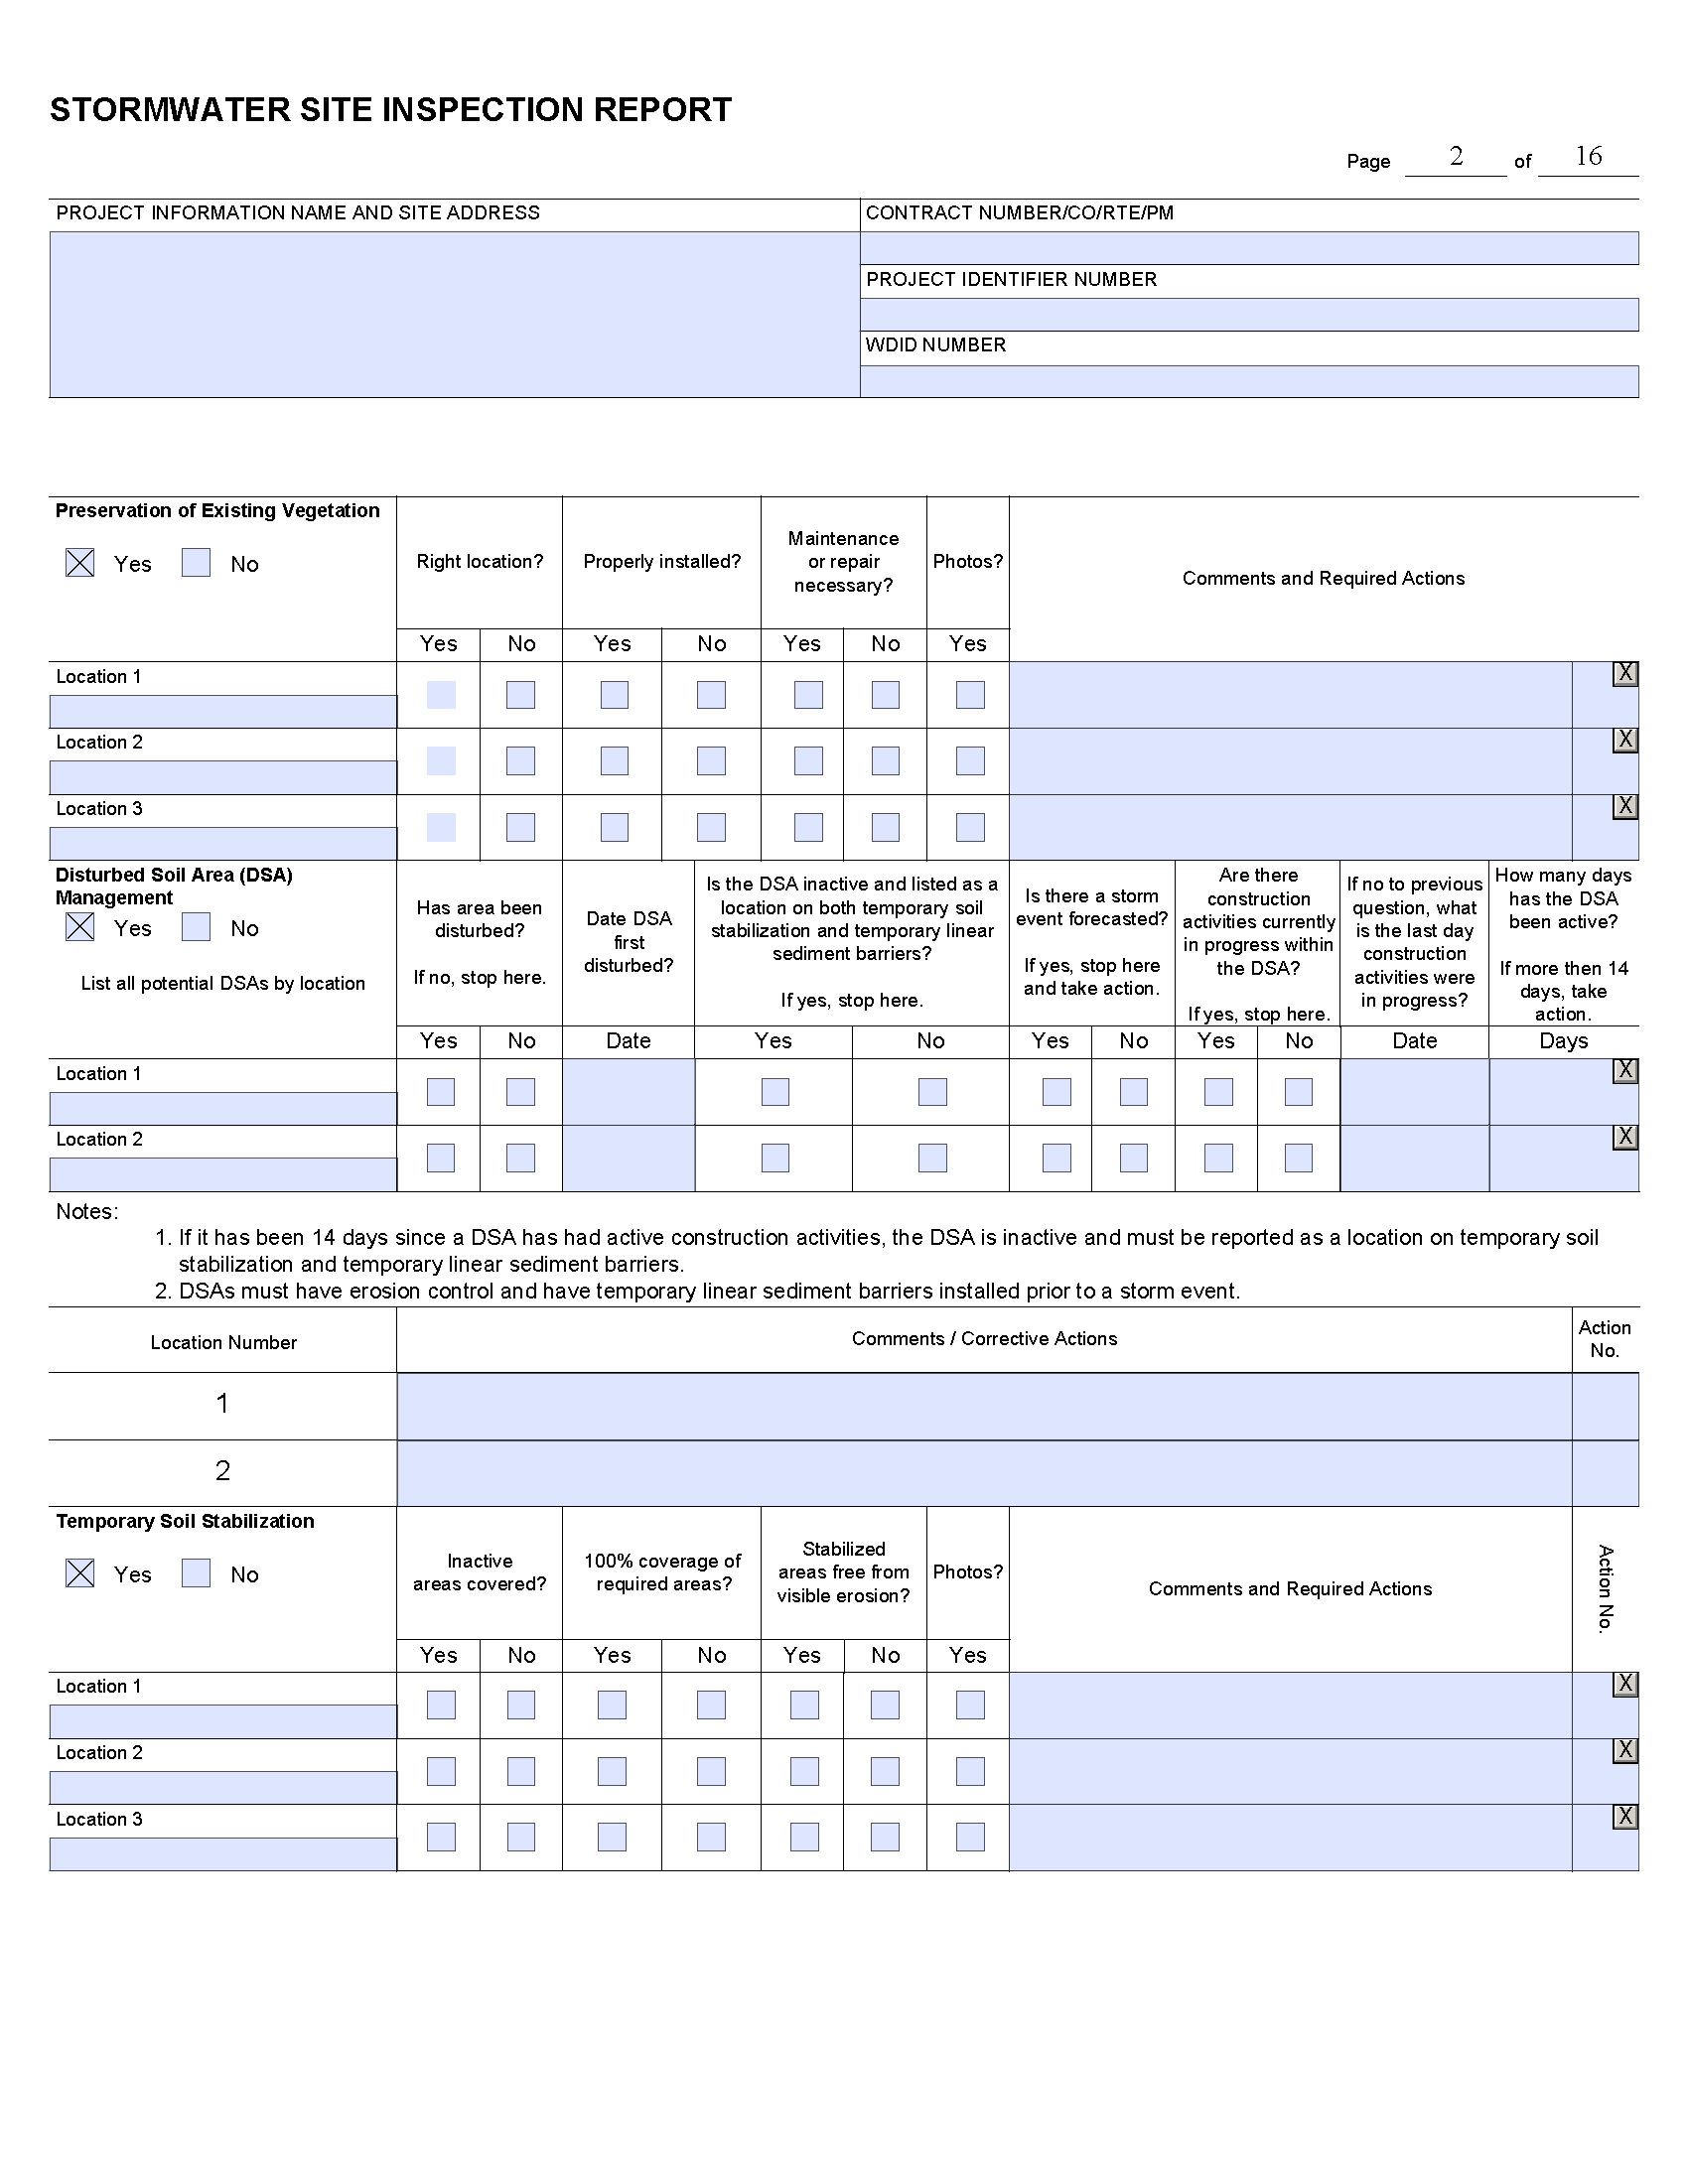 STORMWATER SITE INSPECTION REPORT
Page 2 of 16
PROJECT INFORMATION NAME AND SITE ADDRESS
CONTRACT NUMBER/CO/RTE/PM
PROJECT IDENTIFIER NUMBER
WDID NUMBER
Preservation of Existing Vegetation
Yes No
Right location?
Properly installed?
Maintenance
or repair
necessary?
Photos?
Comments and Required Actions
Yes No Yes No Yes No Yes
Location 1
X
Location 2
X
Location 3
X
Disturbed Soil Area (DSA)
Management
Yes No
List all potential DSAs by location
Has area been
disturbed?
If no, stop here.
Date DSA
first
disturbed?
Is the DSA inactive and listed as a
location on both temporary soil
stabilization and temporary linear
sediment barriers?
If yes, stop here.
Is there a storm
event forecasted?
If yes, stop here
and take action.
Are there
construction
activities currently
in progress within
the DSA?
If yes, stop here.
If no to previous
question, what
is the last day
construction
activities were
in progress?
How many days
has the DSA
been active?
If more then 14
days, take
action.
Yes No Date Yes No Yes No Yes No Date Days
Location 1
X
Location 2
X
Notes:
1. If it has been 14 days since a DSA has had active construction activities, the DSA is inactive and must be reported as a location on temporary soil
stabilization and temporary linear sediment barriers.
2. DSAs must have erosion control and have temporary linear sediment barriers installed prior to a storm event.
Location Number
Comments / Corrective Actions
Action
No.
1
2
Temporary Soil Stabilization
Yes No
Inactive
areas covered?
100% coverage of
required areas?
Stabilized
areas free from
visible erosion?
Photos?
Comments and Required Actions
Action No.
Yes No Yes No Yes No Yes
Location 1
X
Location 2
X
Location 3
X